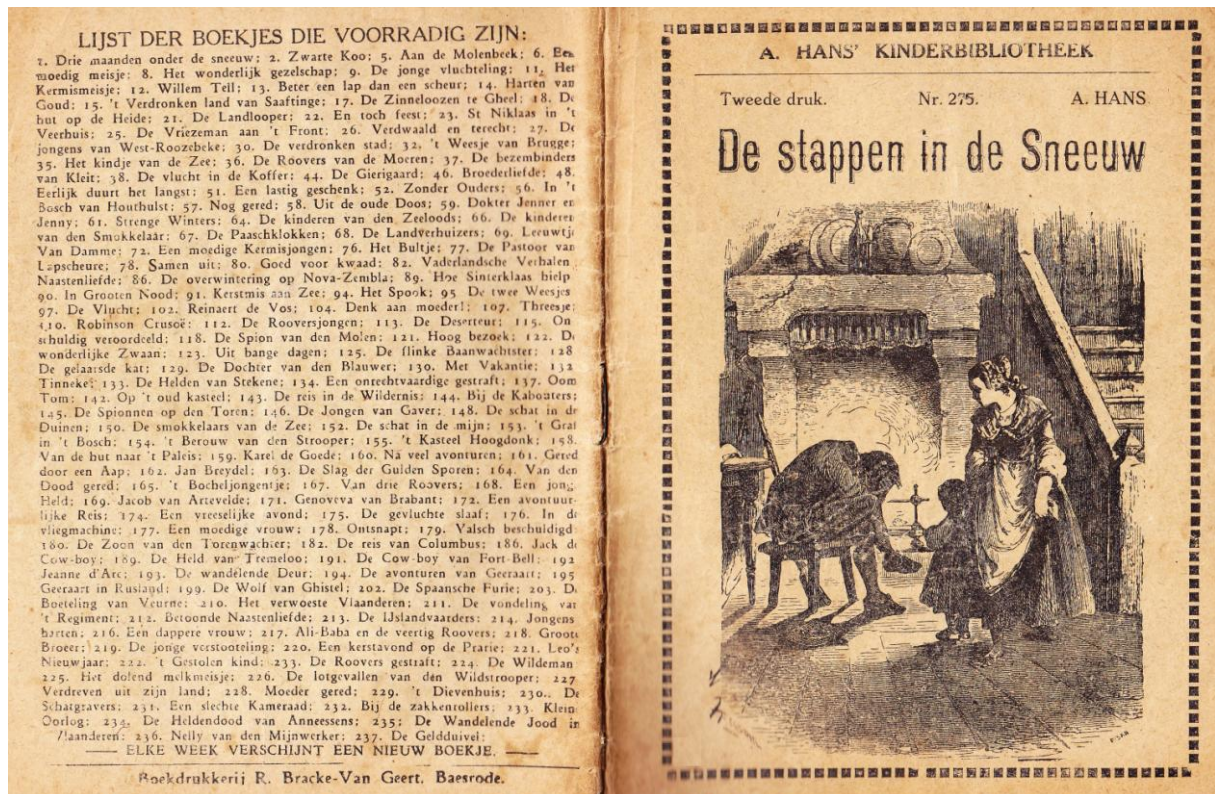 LIJST DER BOEKJES DIE VOORRADIG ZIJN:
1. Drie maanden onder de sneeuw; 2. Zwarte Koo; 5. Aan de Molenbeek; 6. Een
moedig meisje; 8. Het wonderlijk gezelschap; 9. De jonge vluchteling; 11. Het
Kermismeisje; 12. Willem Tell; 13. Beter een lap dan een scheur; 14. Harten van
Goud; 15. 't Verdronken land van Saaftinge; 17. De Zinneloozen te Gheel; 18. De
hut op de Heide; 21. De Landlooper; 22. En toch feest; 23. St Niklaas in 't
Veerhuis; 25. De Vriezeman aan 't Front; 26. Verdwaald en terecht; 27. De
jongens van West-Roozebeke; 30. De verdronken stad; 32, 't Weesje van Brugge;
35. Het kindje van de Zee; 36. De Roovers van de Moeren; 37. De bezembinders
van Kleit; 38. De vlucht in de Koffer; 44. De Gierigaard; 46. Broederliefde; 48.
Eerlijk duurt het langst; 51. Een lastig geschenk; 52. Zonder Ouders; 56. In 't
Bosch van Houthulst; 57. Nog gered; 58. Uit de oude Doos; 59. Dokter Jenner en
Jenny; 61. Strenge Winters; 64. De kinderen van den Zeeloods; 66. De kinderen
van den Smokkelaar; 67. De Paaschklokken; 68. De Landverhuizers; 69. Leeuwtje
Van Damme; 72. Een moedige Kermisjongen; 76. Het Bultje; 77. De Pastoor van
Lapscheure; 78. Samen uit; 80. Goed voor kwaad; 82. Vaderlandsche Verhalen;
Naastenliefde; 86. De overwintering op Nova-Zembla; 89. Hoe Sinterklaas hielp
90. In Grooten Nood; 91. Kerstmis aan Zee; 94. Het Spook; 95 De twee Weesjes
97. De Vlucht; 102. Reinaert de Vos; 104. Denk aan moeder!; 107. Threesje;
110. Robinson Crusoë; 112. De Rooversjongen; 113. De Deserteur; 115. On
schuldig veroordeeld; 118. De Spion van den Molen; 121. Hoog bezoek; 122. De
wonderlijke Zwaan; 123. Uit bange dagen; 125. De flinke Baanwachtster; 128
De gelaarsde kat; 129. De Dochter van den Blauwer; 130. Met Vakantie; 132
Tinneke; 133. De Helden van Stekene; 134. Een onrechtvaardige gestraft; 137. Oom
Tom; 142. Op 't oud kasteel; 143. De reis in de Wildernis; 144. Bij de Kabouters;
145. De Spionnen op den Toren; 146. De Jongen van Gaver; 148. De schat in de
Duinen; 150. De smokkelaars van de Zee; 152. De schat in de mijn; 153. 't Graf
in 't Bosch; 154. 't Berouw van den Strooper; 155. 't Kasteel Hoogdonk; 158.
Van de hut naar 't Paleis; 159. Karel de Goede; 160. Na veel avonturen; 161. Gered
door een Aap; 162. Jan Breydel; 163. De Slag der Gulden Sporen; 164. Van den
Dood gered; 165. 't Bocheljongentje; 167. Van drie Roovers; 168. Een jong
Held; 169. Jacob van Artevelde; 171. Genoveva van Brabant; 172. Een avontuur-
lijke Reis; 174. Een vreeselijke avond; 175. De gevluchte slaaf; 176. In de
vliegmachine; 177. Een moedige vrouw; 178. Ontsnapt; 179. Valsch beschuldigd
180. De Zoon van den Torenwachter; 182. De reis van Columbus; 186. Jack de
Cow-boy; 189. De Held van Tremeloo; 191. De Cow-boy van Fort-Bell; 192
Jeanne d'Arc; 193. De wandelende Deur; 194. De avonturen van Geeraart; 195
Geeraart in Rusland; 199. De Wolf van Ghistel; 202. De Spaansche Furie; 203. De
Boeteling van Veurne; 210. Het verwoeste Vlaanderen; 211. De vondeling van
't Regiment; 212. Betoonde Naastenliefde; 213. De IJslandvaarders; 214. Jongens
harten; 216. Een dappere vrouw; 217. Ali-Baba en de veertig Roovers; 218. Groote
Broeer; 219. De jonge verstooteling; 220. Een kerstavond op de Prarie; 221. Leo's
Nieuwjaar; 222. 't Gestolen kind; 233. De Roovers gestraft; 224. De Wildeman
225. Het dolend melkmeisje; 226. De lotgevallen van den Wildstrooper; 227
Verdreven uit zijn land; 228. Moeder gered; 229. 't Dievenhuis; 230.. De
Schatgravers; 231. Een slechte Kameraad; 232. Bij de zakkenrollers; 233. Klein
Oorlog; 234. De Heldendood van Anneessens; 235; De Wandelende Jood in
Vlaanderen; 236. Nelly van den Mijnwerker; 237. De Geldduivel;
— ELKE WEEK VERSCHIJNT EEN NIEUW BOEKJE. —
Boekdrukkerij R. Bracke-Van Geert, Baesrode.
A. HANS' KINDERBIBLIOTHEEK
Tweede druk. Nr. 275. A. HANS
De stappen in de Sneeuw